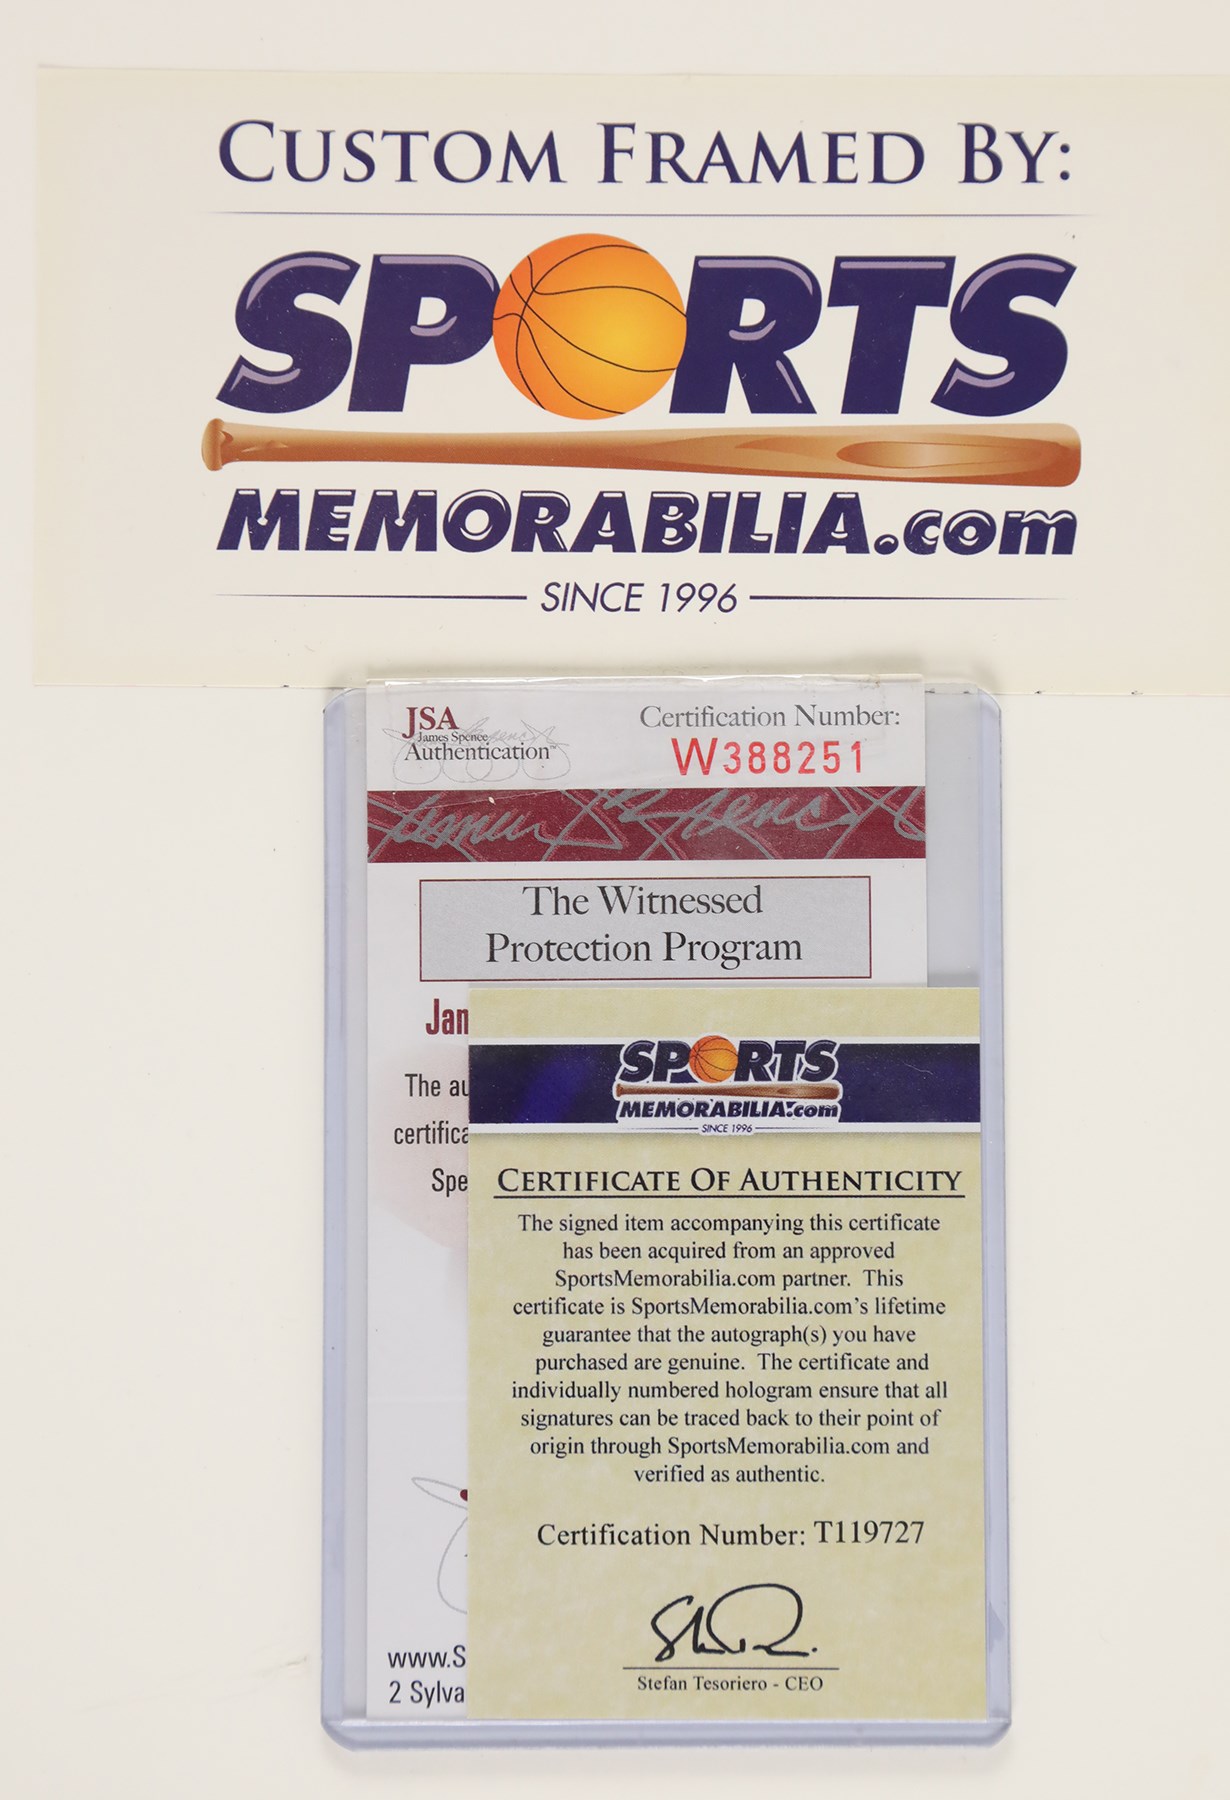 CUSTOM FRAMED BY:
SPORTS
MEMORABILIA.com
SINCE 1996
JSA
James Spence
Authentication™
Certification Number:
W388251
The Witnessed
Protection Program
Jan
The au
certifica
Spe
www.S
2 Sylva
SPORTS
MEMORABILIA.com
SINCE 1996
CERTIFICATE OF AUTHENTICITY
The signed item accompanying this certificate
has been acquired from an approved
SportsMemorabilia.com partner. This
certificate is SportsMemorabilia.com's lifetime
guarantee that the autograph(s) you have
purchased are genuine. The certificate and
individually numbered hologram ensure that all
signatures can be traced back to their point of
origin through SportsMemorabilia.com and
verified as authentic.
Certification Number: T119727
Stefan Tesoriero - CEO